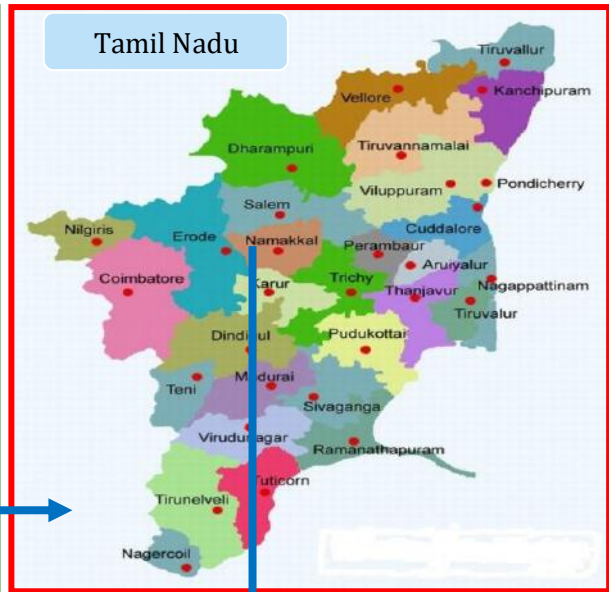 Tamil Nadu
Tiruvallur
Kanchipuram
Vellore
Tiruvannamalai
Dharampuri
Viluppuram
Pondicherry
Salem
Cuddalore
Nilgiris
Erode
Namakkal
Perambaur
Aruiyalur
Coimbatore
Karur
Trichy
Thanjavur
Nagappattinam
Tiruvalur
Dindigul
Pudukottai
Teni
Madurai
Sivaganga
Virudunagar
Ramanathapuram
Tuticorn
Tirunelveli
Nagercoil